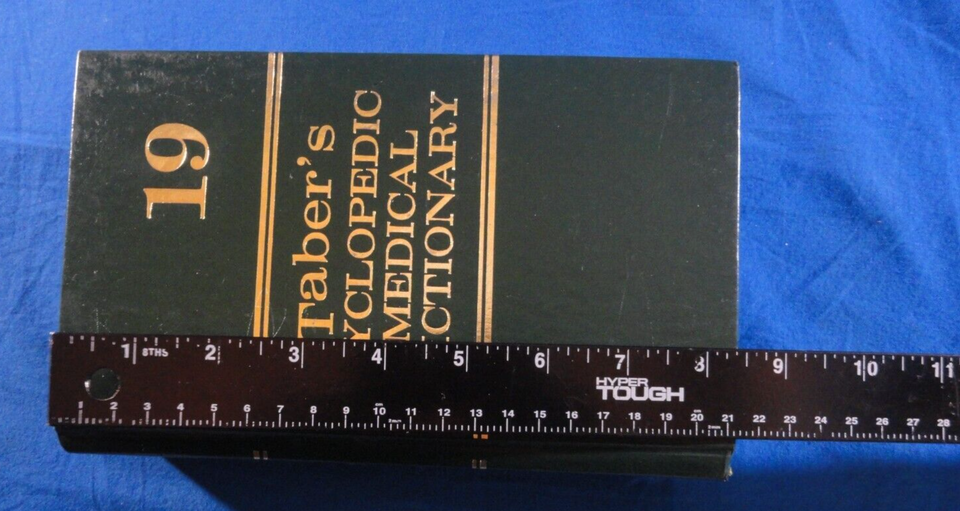 19
Taber's
YCLOPEDIC
MEDICAL
CTIONARY
1 8THS 2 3 4 5 6 7 8 9 10 11
HYPER
TOUGH
2 3 4 5 6 7 8 9 10 11 12 13 14 15 16 17 18 19 20 21 22 23 24 25 26 27 28